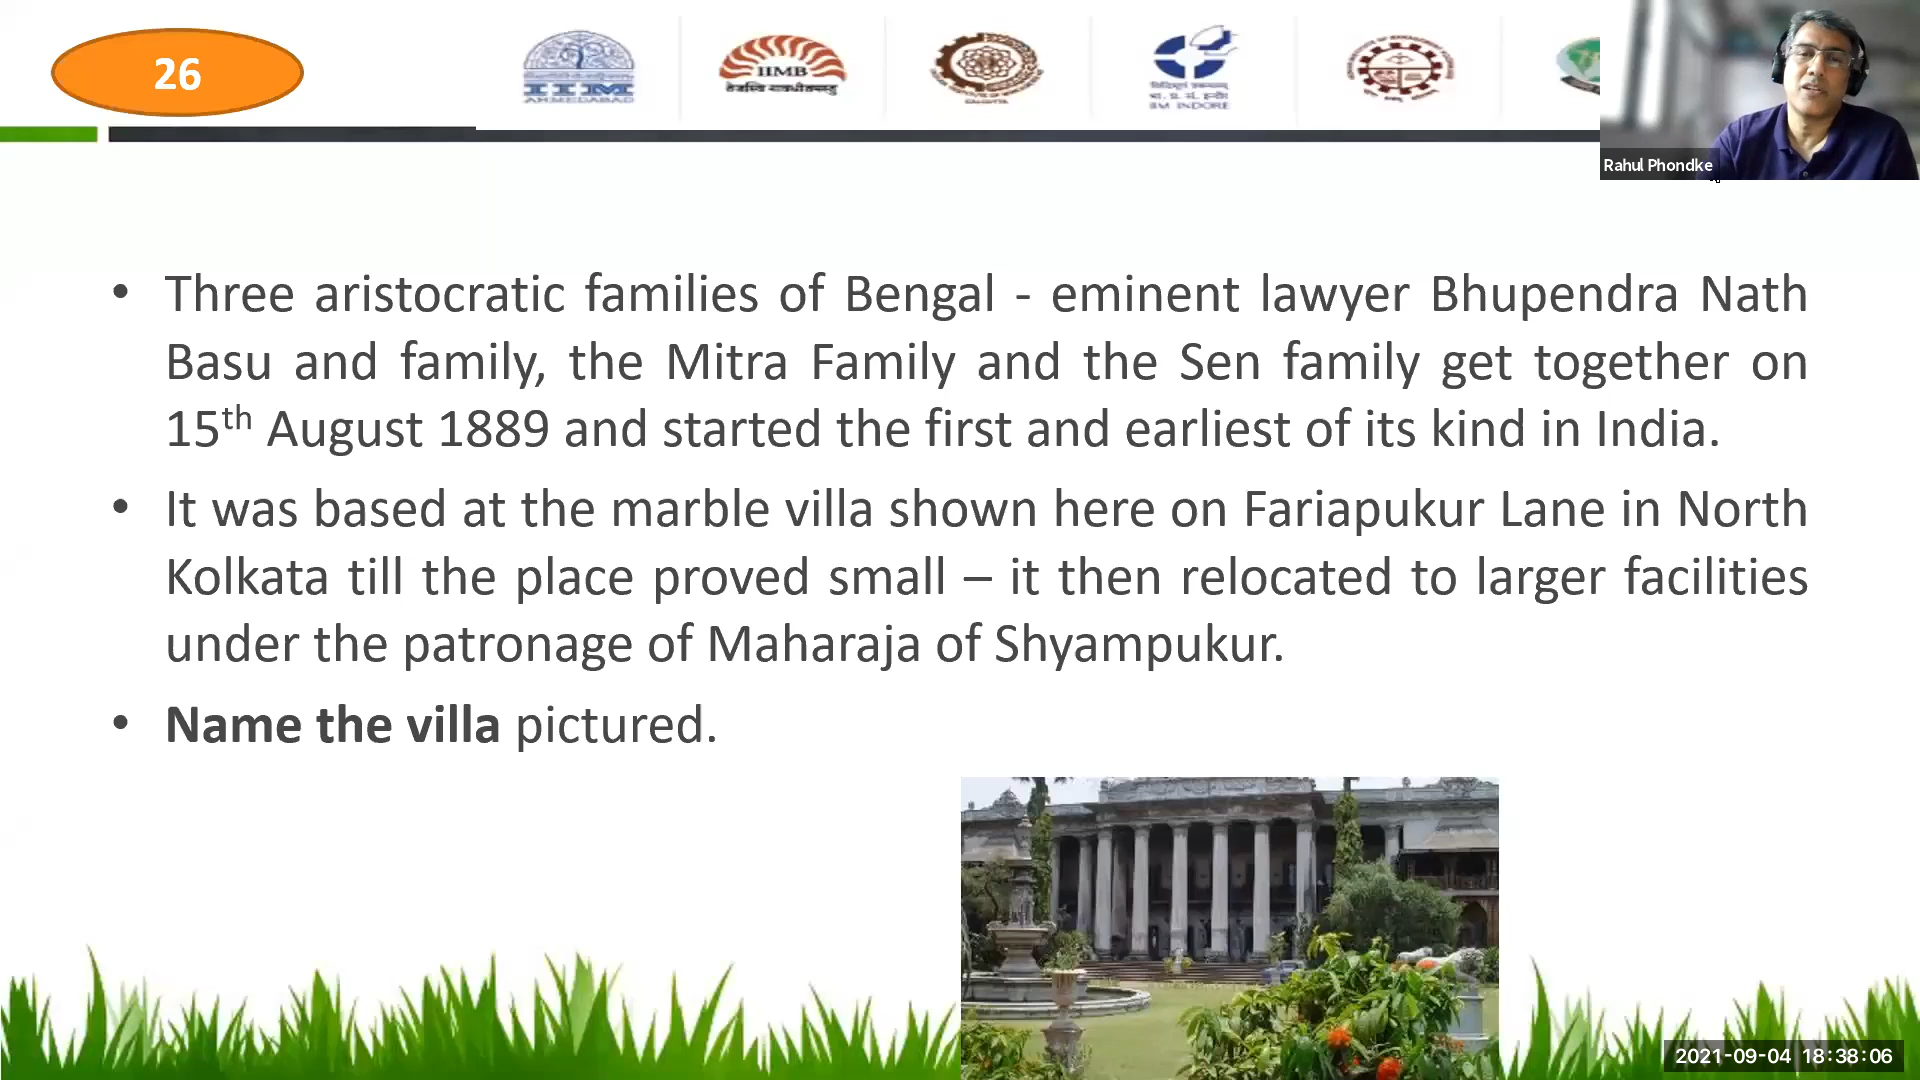 26
IIM
AHMEDABAD
IIMB
CALCUTTA
IIM INDORE
Rahul Phondke
• Three aristocratic families of Bengal - eminent lawyer Bhupendra Nath
Basu and family, the Mitra Family and the Sen family get together on
15th August 1889 and started the first and earliest of its kind in India.
• It was based at the marble villa shown here on Fariapukur Lane in North
Kolkata till the place proved small – it then relocated to larger facilities
under the patronage of Maharaja of Shyampukur.
• Name the villa pictured.
2021-09-04 18:38:06